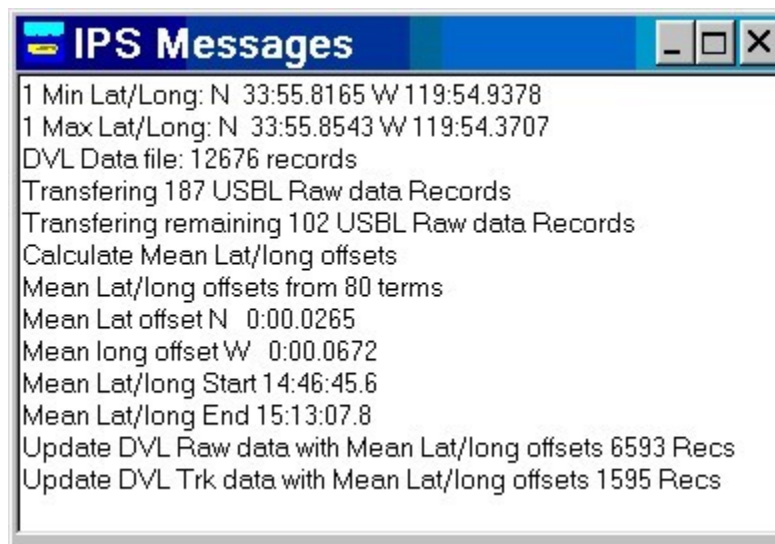 IPS Messages
1 Min Lat/Long: N 33:55.8165 W 119:54.9378
1 Max Lat/Long: N 33:55.8543 W 119:54.3707
DVL Data file: 12676 records
Transfering 187 USBL Raw data Records
Transfering remaining 102 USBL Raw data Records
Calculate Mean Lat/long offsets
Mean Lat/long offsets from 80 terms
Mean Lat offset N 0:00.0265
Mean long offset W 0:00.0672
Mean Lat/long Start 14:46:45.6
Mean Lat/long End 15:13:07.8
Update DVL Raw data with Mean Lat/long offsets 6593 Recs
Update DVL Trk data with Mean Lat/long offsets 1595 Recs